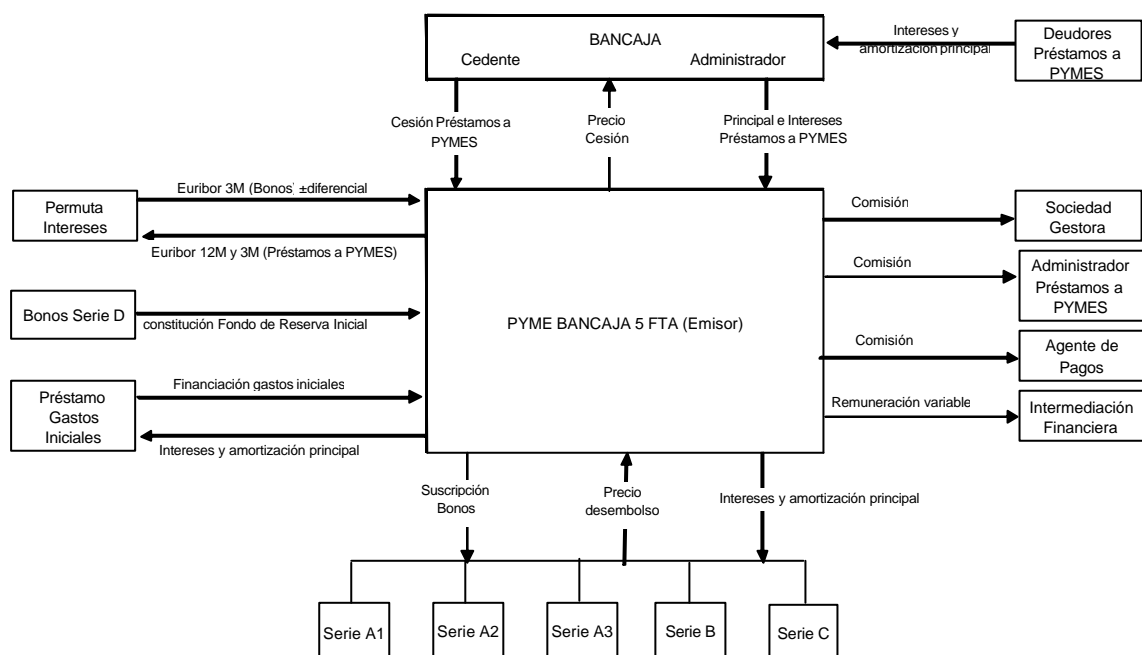 BANCAJA
Cedente
Administrador
Intereses y
amortización principal
Deudores
Préstamos a
PYMES
Cesión Préstamos a
PYMES
Precio
Cesión
Principal e Intereses
Préstamos a PYMES
Permuta
Intereses
Euribor 3M (Bonos) ±diferencial
Euribor 12M y 3M (Préstamos a PYMES)
Bonos Serie D
constitución Fondo de Reserva Inicial
Préstamo
Gastos
Iniciales
Financiación gastos iniciales
Intereses y amortización principal
PYME BANCAJA 5 FTA (Emisor)
Comisión
Sociedad
Gestora
Comisión
Administrador
Préstamos a
PYMES
Comisión
Agente de
Pagos
Remuneración variable
Intermediación
Financiera
Suscripción
Bonos
Precio
desembolso
Intereses y amortización principal
Serie A1
Serie A2
Serie A3
Serie B
Serie C